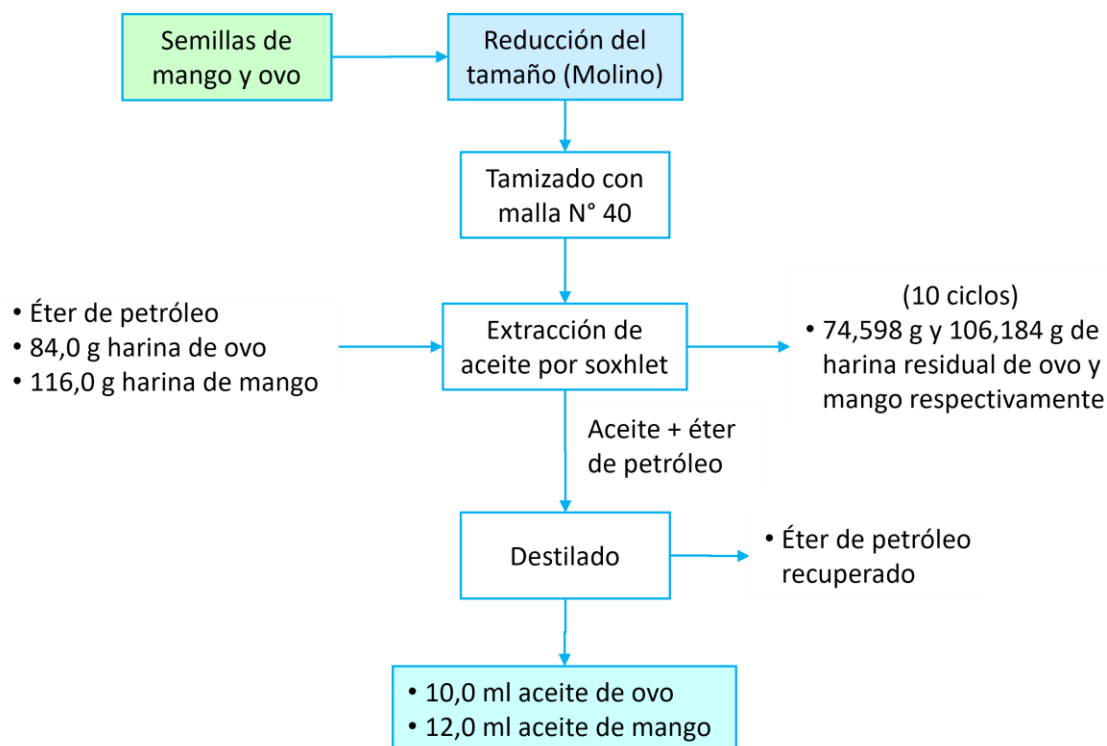 Semillas de
mango y ovo
Reducción del
tamaño (Molino)
Tamizado con
malla N° 40
• Éter de petróleo
• 84,0 g harina de ovo
• 116,0 g harina de mango
Extracción de
aceite por soxhlet
(10 ciclos)
• 74,598 g y 106,184 g de
harina residual de ovo y
mango respectivamente
Aceite + éter
de petróleo
Destilado
• Éter de petróleo
recuperado
• 10,0 ml aceite de ovo
• 12,0 ml aceite de mango